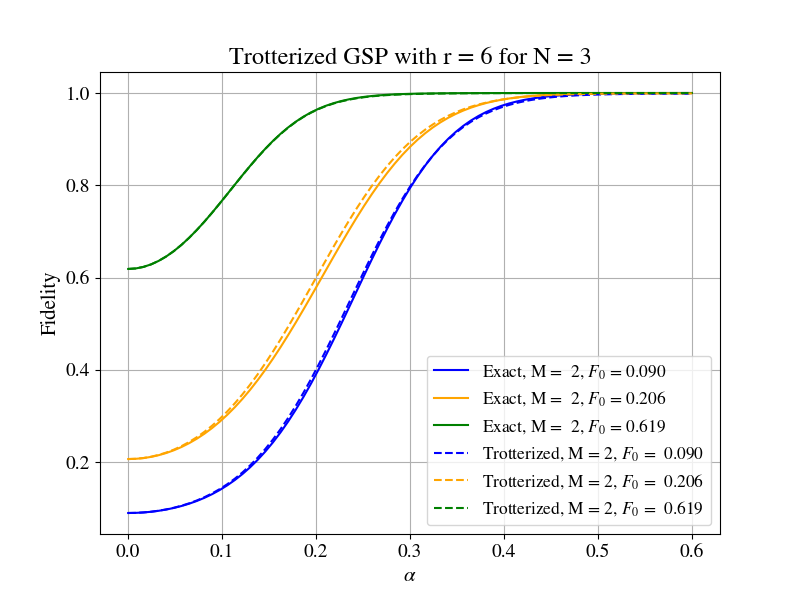 Trotterized GSP with r = 6 for N = 3
Fidelity
1.0
0.8
0.6
0.4
0.2
Exact, M = 2, F₀ = 0.090
Exact, M = 2, F₀ = 0.206
Exact, M = 2, F₀ = 0.619
Trotterized, M = 2, F₀ = 0.090
Trotterized, M = 2, F₀ = 0.206
Trotterized, M = 2, F₀ = 0.619
0.0 0.1 0.2 0.3 0.4 0.5 0.6
α